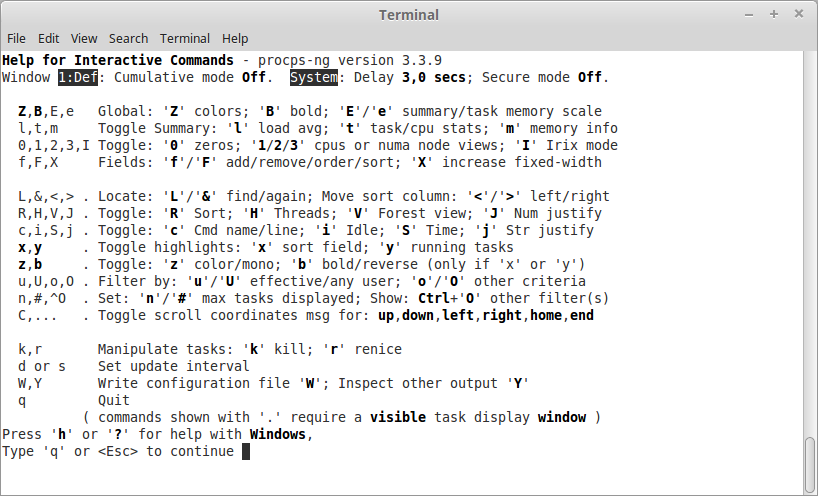 Terminal
File Edit View Search Terminal Help
Help for Interactive Commands - procps-ng version 3.3.9
Window 1:Def: Cumulative mode Off.  System: Delay 3,0 secs; Secure mode Off.

  Z,B,E,e   Global: 'Z' colors; 'B' bold; 'E'/'e' summary/task memory scale
  l,t,m     Toggle Summary: 'l' load avg; 't' task/cpu stats; 'm' memory info
  0,1,2,3,I Toggle: '0' zeros; '1/2/3' cpus or numa node views; 'I' Irix mode
  f,F,X     Fields: 'f'/'F' add/remove/order/sort; 'X' increase fixed-width

  L,&,<,> . Locate: 'L'/'&' find/again; Move sort column: '<'/'>' left/right
  R,H,V,J . Toggle: 'R' Sort; 'H' Threads; 'V' Forest view; 'J' Num justify
  c,i,S,j . Toggle: 'c' Cmd name/line; 'i' Idle; 'S' Time; 'j' Str justify
  x,y     . Toggle highlights: 'x' sort field; 'y' running tasks
  z,b     . Toggle: 'z' color/mono; 'b' bold/reverse (only if 'x' or 'y')
  u,U,o,O . Filter by: 'u'/'U' effective/any user; 'o'/'O' other criteria
  n,#,^O  . Set: 'n'/'#' max tasks displayed; Show: Ctrl+'O' other filter(s)
  C,...   . Toggle scroll coordinates msg for: up,down,left,right,home,end

  k,r       Manipulate tasks: 'k' kill; 'r' renice
  d or s    Set update interval
  W,Y       Write configuration file 'W'; Inspect other output 'Y'
  q         Quit
          ( commands shown with '.' require a visible task display window )
Press 'h' or '?' for help with Windows,
Type 'q' or <Esc> to continue